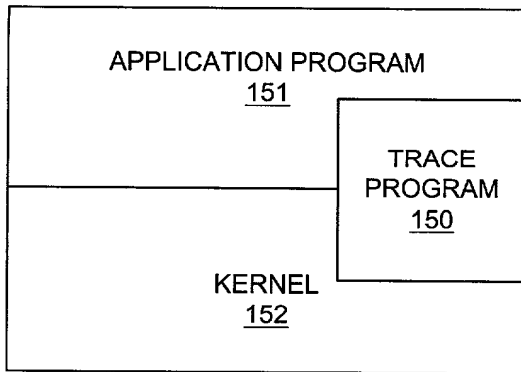 APPLICATION PROGRAM
151
TRACE
PROGRAM
150
KERNEL
152